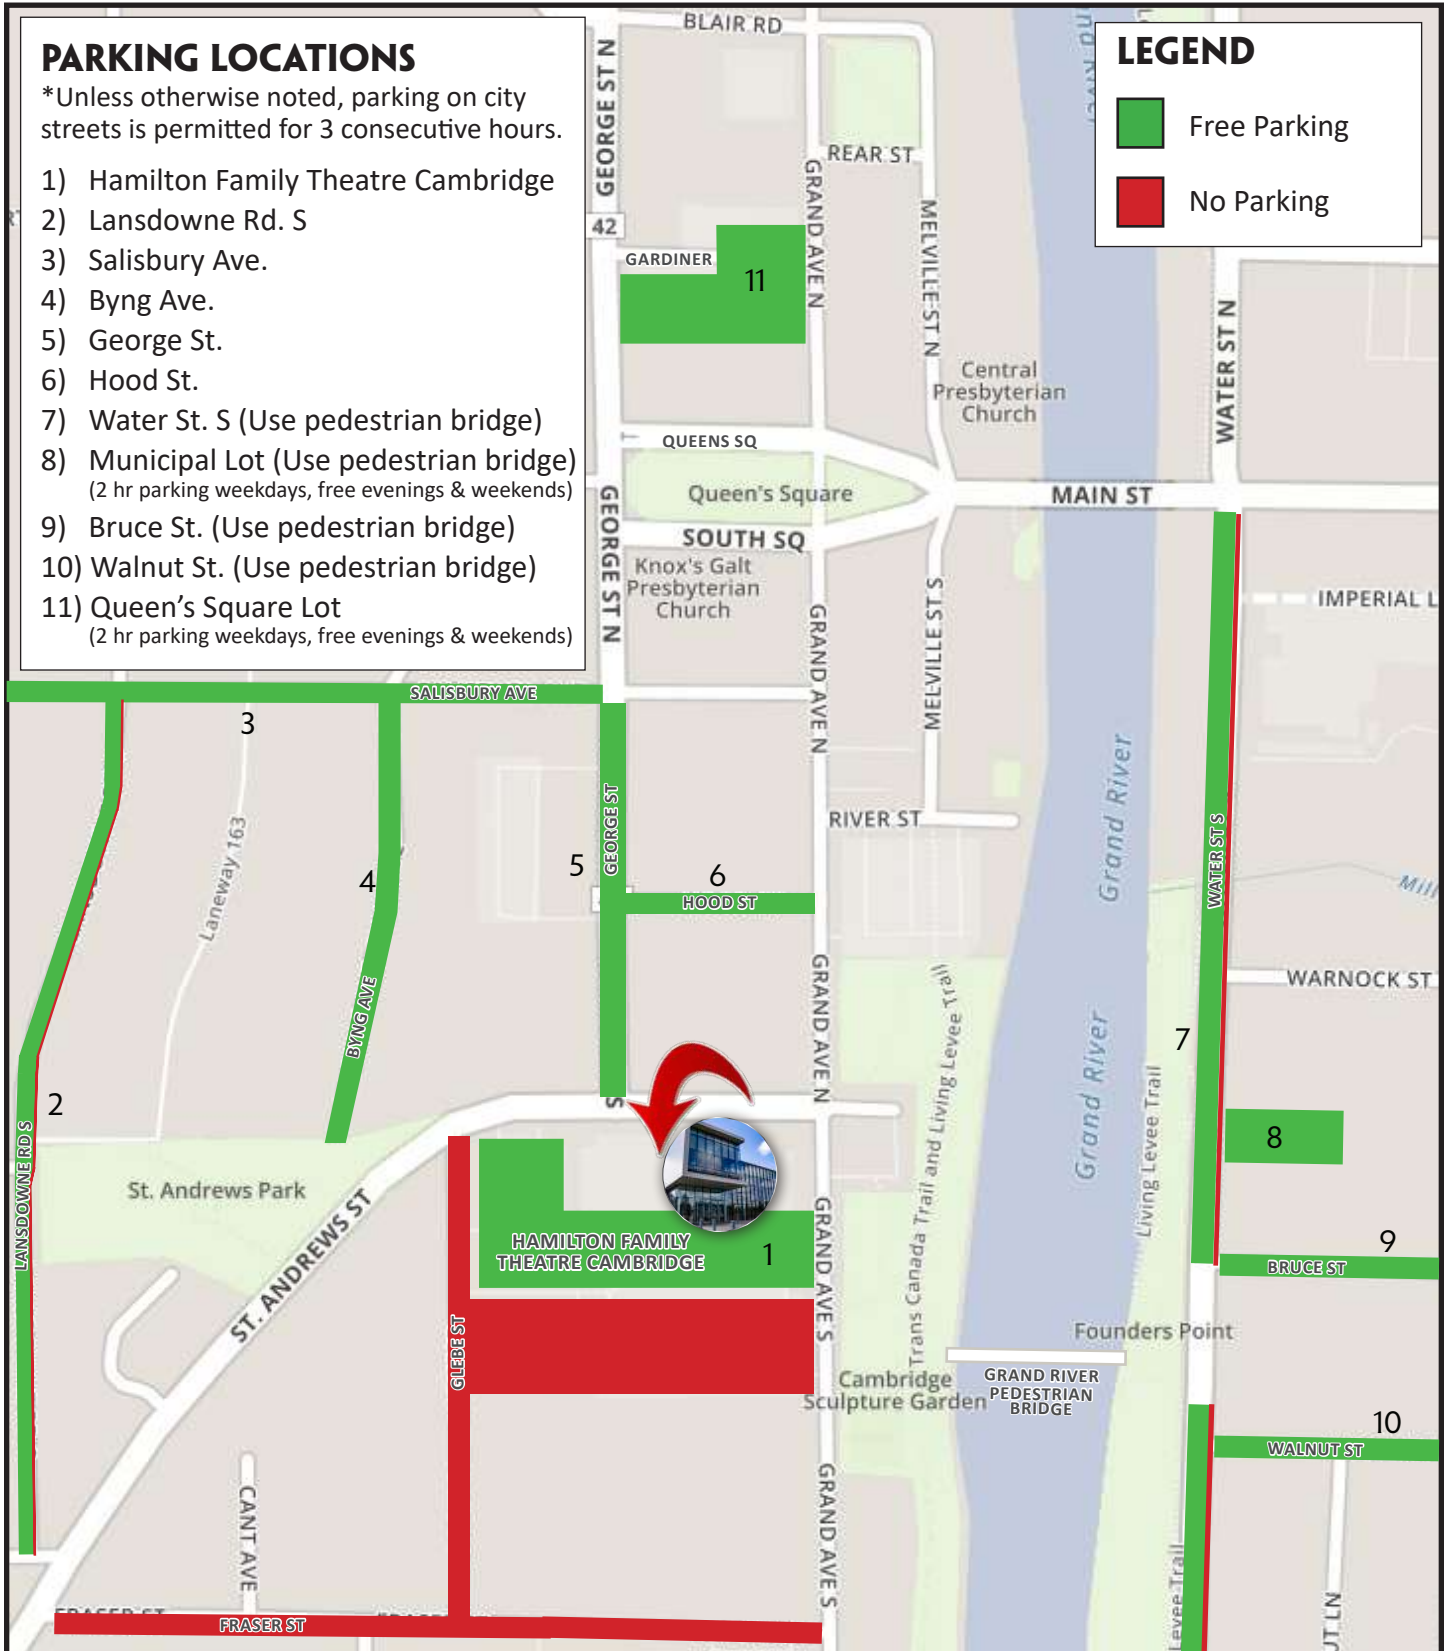 PARKING LOCATIONS
*Unless otherwise noted, parking on city
streets is permitted for 3 consecutive hours.
1) Hamilton Family Theatre Cambridge
2) Lansdowne Rd. S
3) Salisbury Ave.
4) Byng Ave.
5) George St.
6) Hood St.
7) Water St. S (Use pedestrian bridge)
8) Municipal Lot (Use pedestrian bridge)
(2 hr parking weekdays, free evenings & weekends)
9) Bruce St. (Use pedestrian bridge)
10) Walnut St. (Use pedestrian bridge)
11) Queen's Square Lot
(2 hr parking weekdays, free evenings & weekends)
LEGEND
Free Parking
No Parking
BLAIR RD
GEORGE ST N
REAR ST
GRAND AVE N
MELVILLE ST N
42
GARDINER
11
WATER ST N
Central
Presbyterian
Church
QUEENS SQ
Queen's Square
MAIN ST
SOUTH SQ
GEORGE ST N
Knox's Galt
Presbyterian
Church
IMPERIAL L
GRAND AVE N
MELVILLE ST S
SALISBURY AVE
3
Grand River
GEORGE ST
RIVER ST
WATER ST S
Laneway 163
4
5
6
HOOD ST
Mill
BYNG AVE
GRAND AVE N
Trans Canada Trail and Living Levee Trail
WARNOCK ST
Grand River
7
2
S
Living Levee Trail
8
LANSDOWNE RD S
St. Andrews Park
ST. ANDREWS ST
HAMILTON FAMILY
THEATRE CAMBRIDGE
1
GRAND AVE S
9
BRUCE ST
GLEBE ST
Founders Point
Cambridge
Sculpture Garden
GRAND RIVER
PEDESTRIAN
BRIDGE
10
WALNUT ST
CANT AVE
GRAND AVE S
Levee Trail
UT LN
FRASER ST
FRASER ST